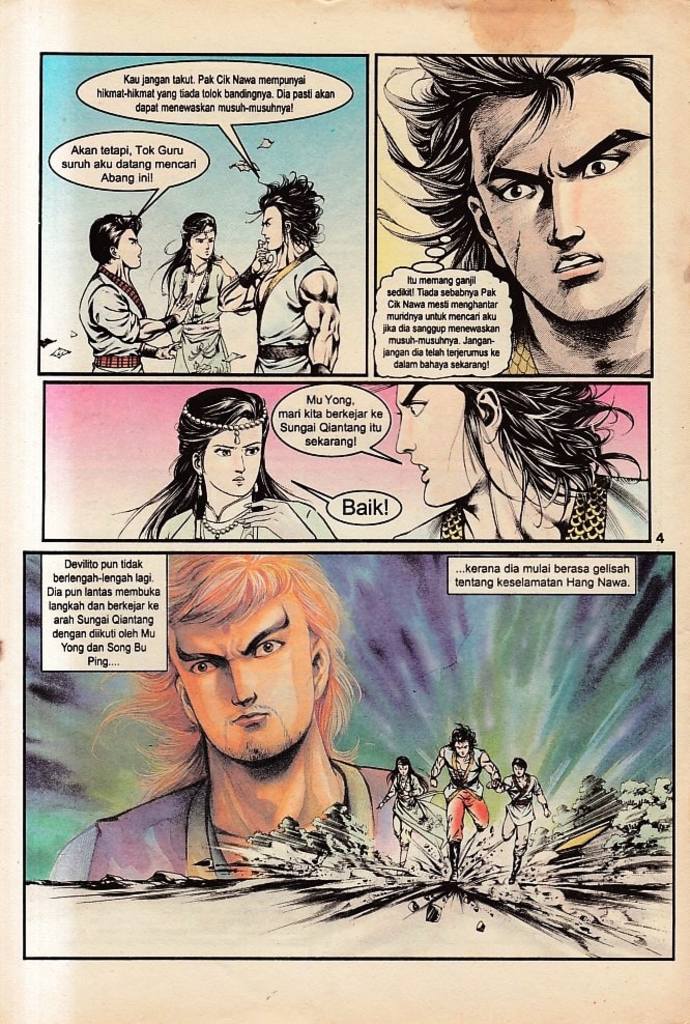 Kau jangan takut. Pak Cik Nawa mempunyai
hikmat-hikmat yang tiada tolok bandingnya. Dia pasti akan
dapat menewaskan musuh-musuhnya!
Akan tetapi, Tok Guru
suruh aku datang mencari
Abang ini!
Itu memang ganjil
sedikit! Tiada sebabnya Pak
Cik Nawa mesti menghantar
muridnya untuk mencari aku
jika dia sanggup menewaskan
musuh-musuhnya. Jangan-
jangan dia telah terjerumus ke
dalam bahaya sekarang!
Mu Yong,
mari kita berkejar ke
Sungai Qiantang itu
sekarang!
Baik!
4
Devilito pun tidak
berlengah-lengah lagi.
Dia pun lantas membuka
langkah dan berkejar ke
arah Sungai Qiantang
dengan diikuti oleh Mu
Yong dan Song Bu
Ping....
...kerana dia mulai berasa gelisah
tentang keselamatan Hang Nawa.